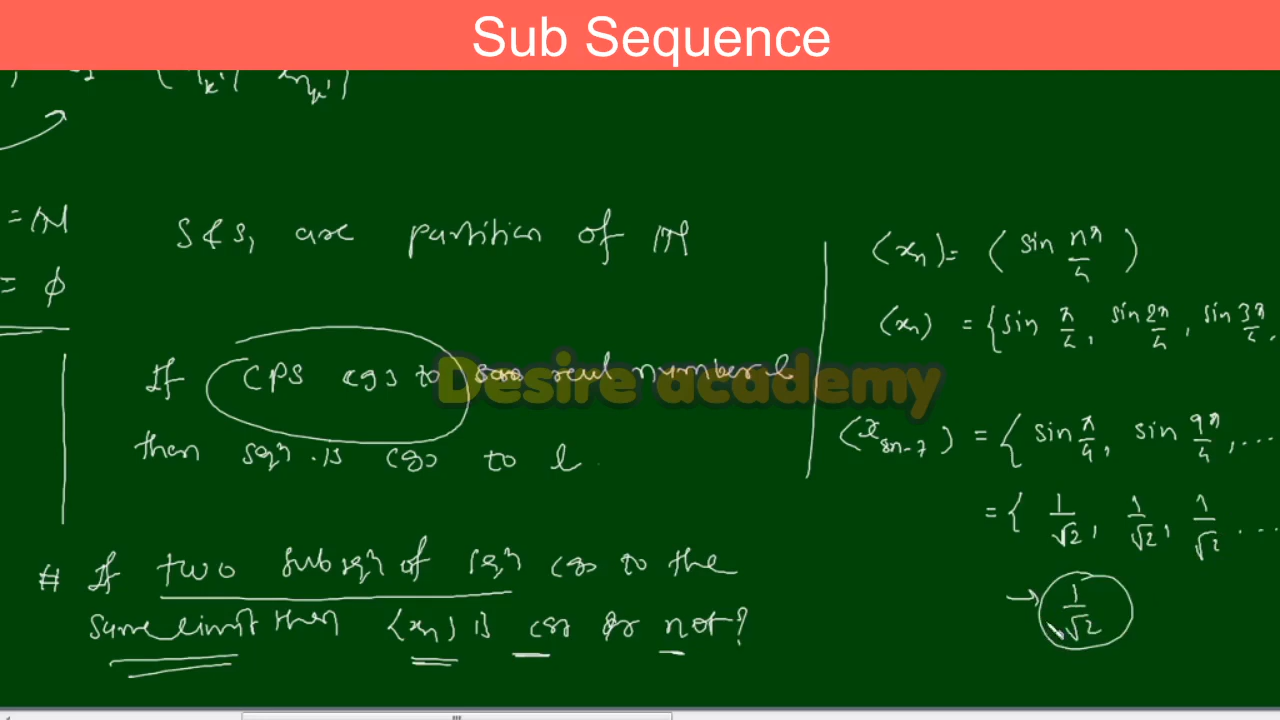 Sub Sequence
= ℕ
= ϕ
S & S₁ are partition of ℕ
If CPS cgs to same real number l
then sqn. is cgs to l
# If two subsqn of sqn cgs to the
same limit then ⟨xn⟩ is cgs or not?
Desire academy
⟨xn⟩ = ⟨ sin nπ/4 ⟩
⟨xn⟩ = { sin π/4, sin 2π/4, sin 3π/4,
⟨x8n-7⟩ = { sin π/4, sin 9π/4, ...
= { 1/√2, 1/√2, 1/√2 ...
→ 1/√2